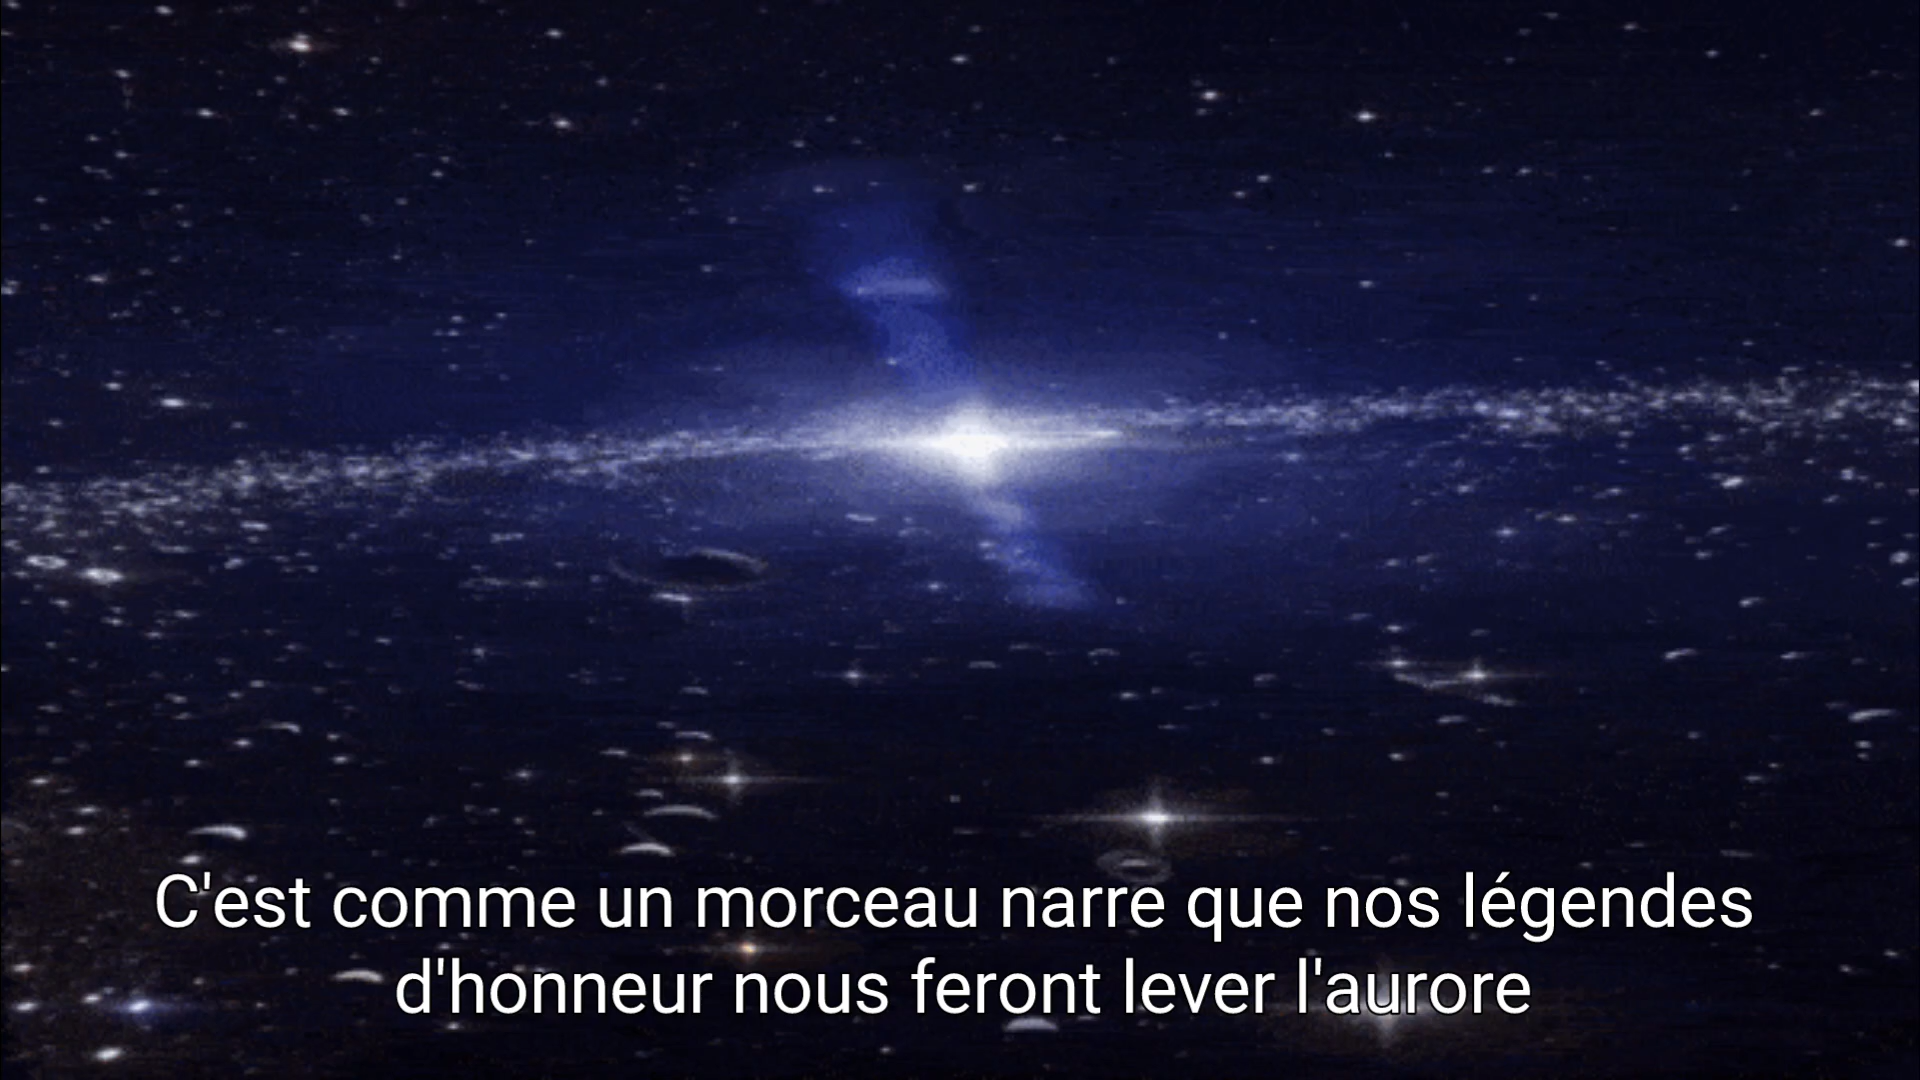 C'est comme un morceau narre que nos légendes
d'honneur nous feront lever l'aurore